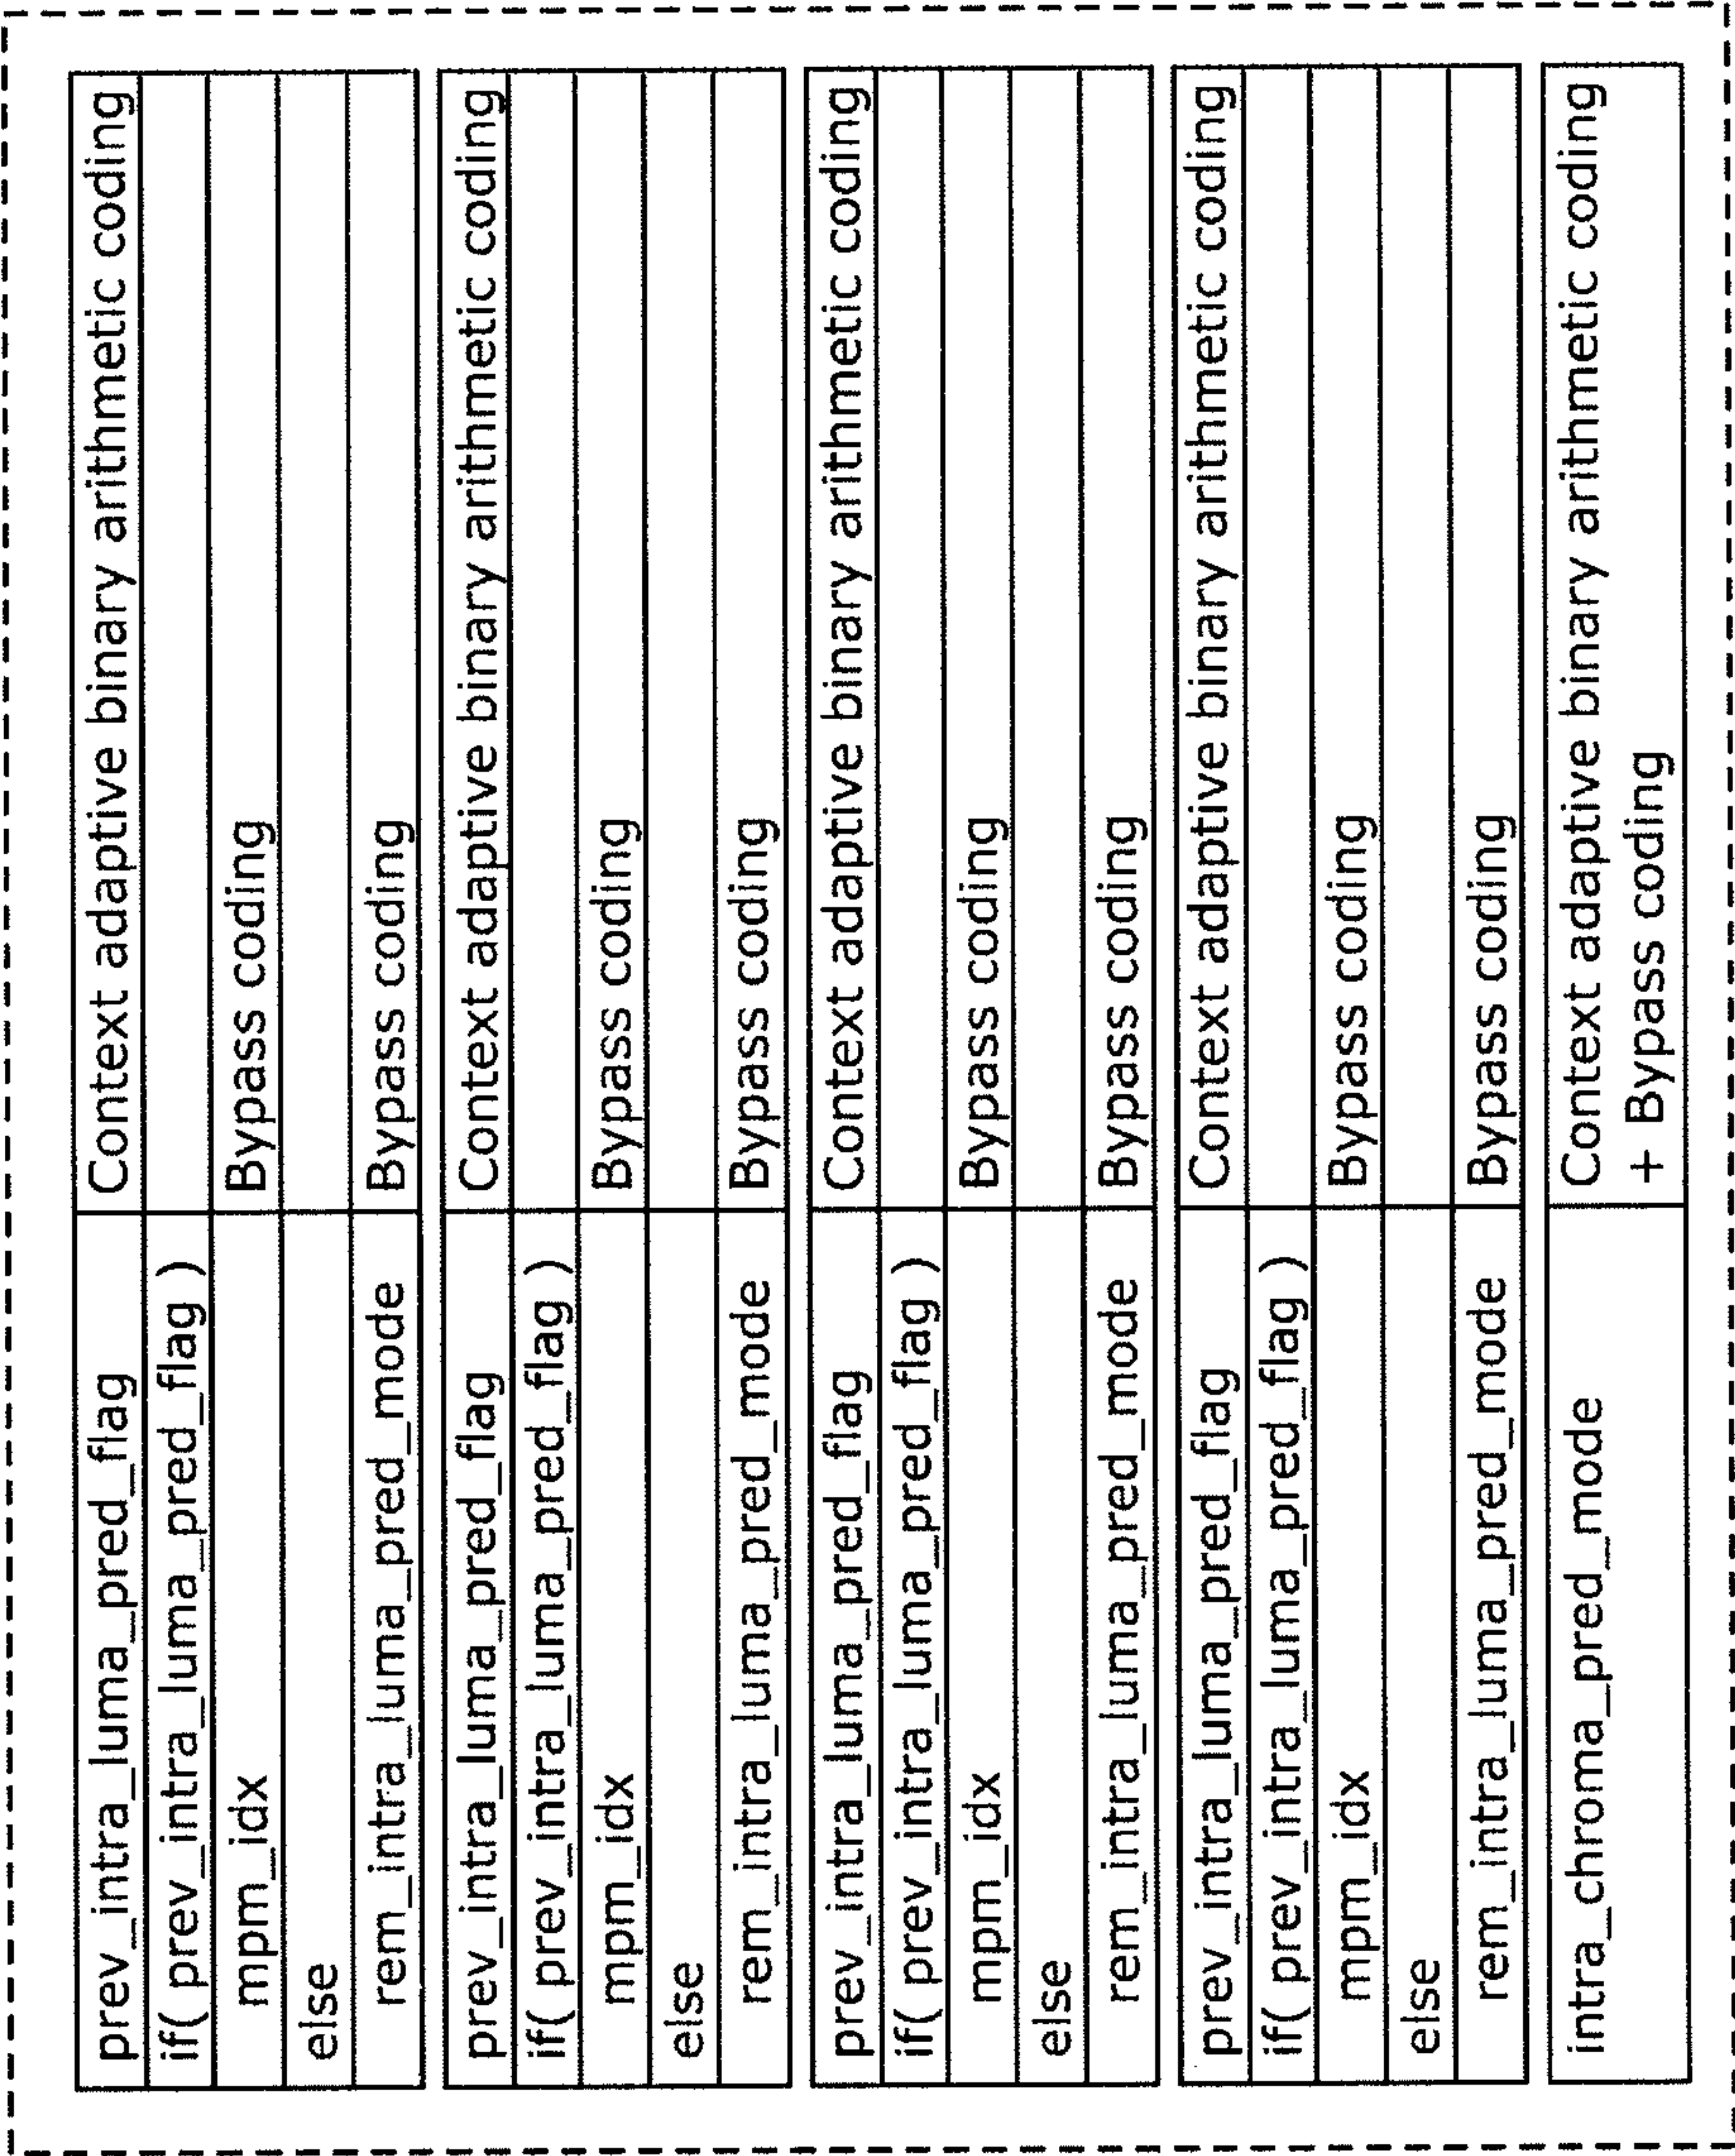 prev_intra_luma_pred_flag Context adaptive binary arithmetic coding
if( prev_intra_luma_pred_flag )
mpm_idx Bypass coding
else
rem_intra_luma_pred_mode Bypass coding
prev_intra_luma_pred_flag Context adaptive binary arithmetic coding
if( prev_intra_luma_pred_flag )
mpm_idx Bypass coding
else
rem_intra_luma_pred_mode Bypass coding
prev_intra_luma_pred_flag Context adaptive binary arithmetic coding
if( prev_intra_luma_pred_flag )
mpm_idx Bypass coding
else
rem_intra_luma_pred_mode Bypass coding
prev_intra_luma_pred_flag Context adaptive binary arithmetic coding
if( prev_intra_luma_pred_flag )
mpm_idx Bypass coding
else
rem_intra_luma_pred_mode Bypass coding
intra_chroma_pred_mode Context adaptive binary arithmetic coding
+ Bypass coding